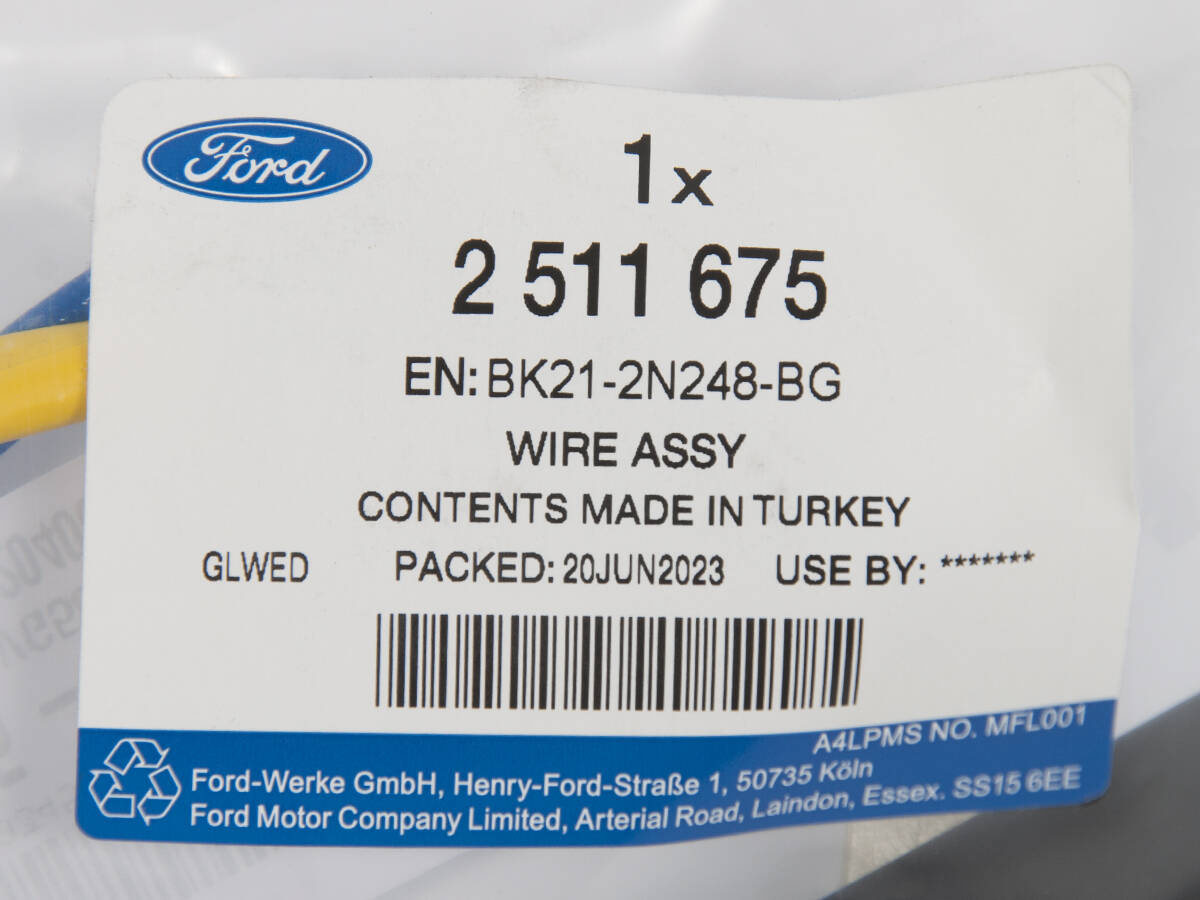 Ford
1x
2 511 675
EN: BK21-2N248-BG
WIRE ASSY
CONTENTS MADE IN TURKEY
GLWED PACKED: 20JUN2023 USE BY: *******
A4LPMS NO. MFL001
Ford-Werke GmbH, Henry-Ford-Straße 1, 50735 Köln
Ford Motor Company Limited, Arterial Road, Laindon, Essex. SS15 6EE